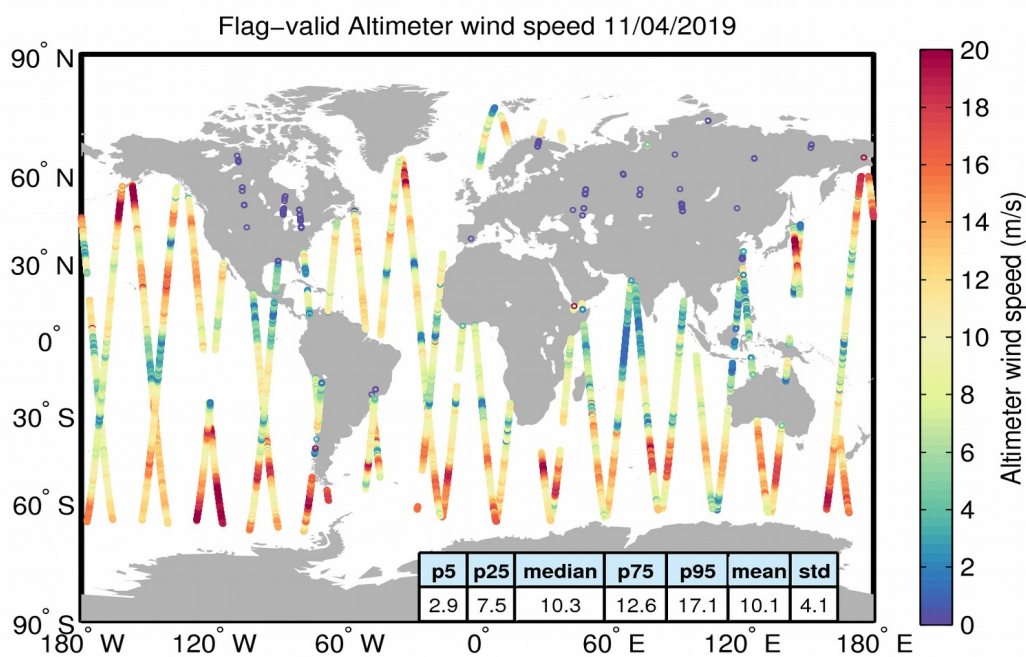 Flag−valid Altimeter wind speed 11/04/2019
90° N
60° N
30° N
0°
30° S
60° S
90° S
180° W
120° W
60° W
0°
60° E
120° E
180° E
p5 p25 median p75 p95 mean std
2.9 7.5 10.3 12.6 17.1 10.1 4.1
20
18
16
14
12
10
8
6
4
2
0
Altimeter wind speed (m/s)